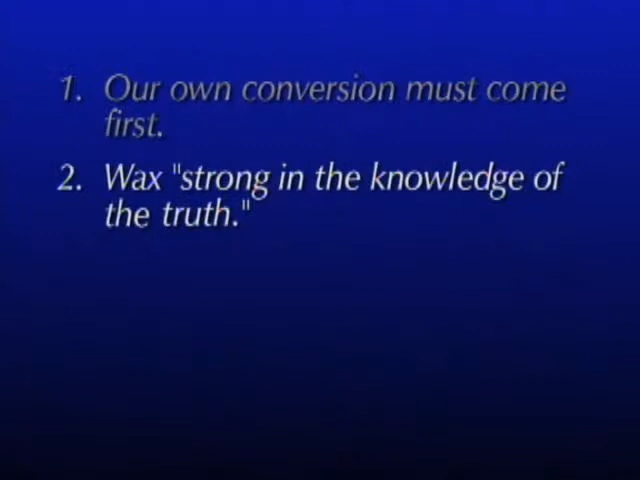 1. Our own conversion must come
first.
2. Wax "strong in the knowledge of
the truth."